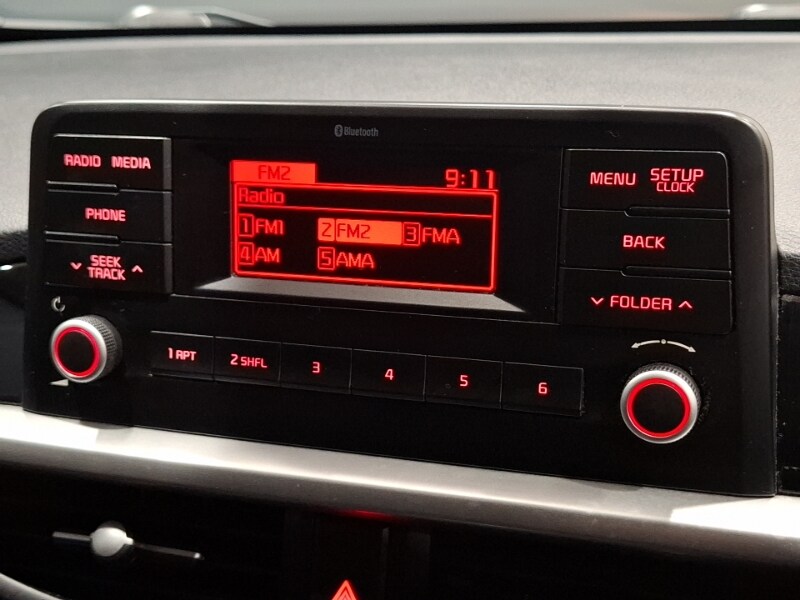 Bluetooth
RADIO MEDIA
PHONE
SEEK
TRACK
FM2 9:11
Radio
1 FM1 2 FM2 3 FMA
4 AM 5 AMA
MENU SETUP
CLOCK
BACK
FOLDER
1 RPT 2 SHFL 3 4 5 6